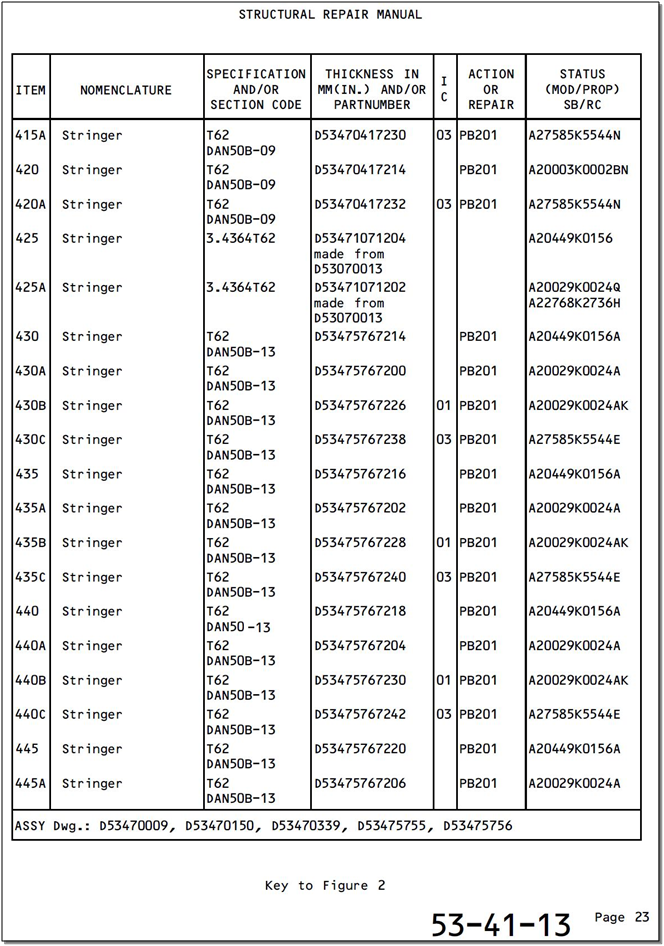 STRUCTURAL REPAIR MANUAL
ITEM NOMENCLATURE SPECIFICATION AND/OR SECTION CODE THICKNESS IN MM(IN.) AND/OR PARTNUMBER I C ACTION OR REPAIR STATUS (MOD/PROP) SB/RC
415A Stringer T62 D53470417230 03 PB201 A27585K5544N
DAN50B-09
420 Stringer T62 D53470417214 PB201 A20003K0002BN
DAN50B-09
420A Stringer T62 D53470417232 03 PB201 A27585K5544N
DAN50B-09
425 Stringer 3.4364T62 D53471071204 A20449K0156
made from
D53070013
425A Stringer 3.4364T62 D53471071202 A20029K0024Q
made from A22768K2736H
D53070013
430 Stringer T62 D53475767214 PB201 A20449K0156A
DAN50B-13
430A Stringer T62 D53475767200 PB201 A20029K0024A
DAN50B-13
430B Stringer T62 D53475767226 01 PB201 A20029K0024AK
DAN50B-13
430C Stringer T62 D53475767238 03 PB201 A27585K5544E
DAN50B-13
435 Stringer T62 D53475767216 PB201 A20449K0156A
DAN50B-13
435A Stringer T62 D53475767202 PB201 A20029K0024A
DAN50B-13
435B Stringer T62 D53475767228 01 PB201 A20029K0024AK
DAN50B-13
435C Stringer T62 D53475767240 03 PB201 A27585K5544E
DAN50B-13
440 Stringer T62 D53475767218 PB201 A20449K0156A
DAN50 -13
440A Stringer T62 D53475767204 PB201 A20029K0024A
DAN50B-13
440B Stringer T62 D53475767230 01 PB201 A20029K0024AK
DAN50B-13
440C Stringer T62 D53475767242 03 PB201 A27585K5544E
DAN50B-13
445 Stringer T62 D53475767220 PB201 A20449K0156A
DAN50B-13
445A Stringer T62 D53475767206 PB201 A20029K0024A
DAN50B-13
ASSY Dwg.: D53470009, D53470150, D53470339, D53475755, D53475756
Key to Figure 2
53-41-13 Page 23